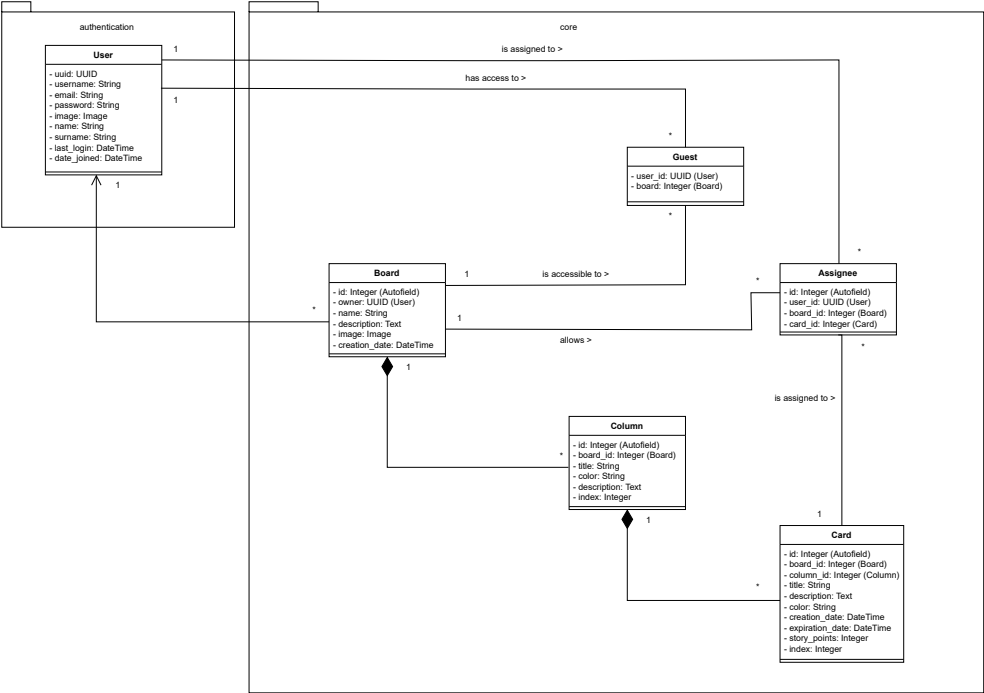 authentication
User
- uuid: UUID
- username: String
- email: String
- password: String
- image: Image
- name: String
- surname: String
- last_login: DateTime
- date_joined: DateTime
1
1
1
core
is assigned to >
has access to >
*
Guest
- user_id: UUID (User)
- board: Integer (Board)
*
*
Board
- id: Integer (Autofield)
- owner: UUID (User)
- name: String
- description: Text
- image: Image
- creation_date: DateTime
1
is accessible to >
*
1
allows >
1
*
Assignee
- id: Integer (Autofield)
- user_id: UUID (User)
- board_id: Integer (Board)
- card_id: Integer (Card)
*
is assigned to >
Column
- id: Integer (Autofield)
- board_id: Integer (Board)
- title: String
- color: String
- description: Text
- index: Integer
*
1
1
Card
- id: Integer (Autofield)
- board_id: Integer (Board)
- column_id: Integer (Column)
- title: String
- description: Text
- color: String
- creation_date: DateTime
- expiration_date: DateTime
- story_points: Integer
- index: Integer
*